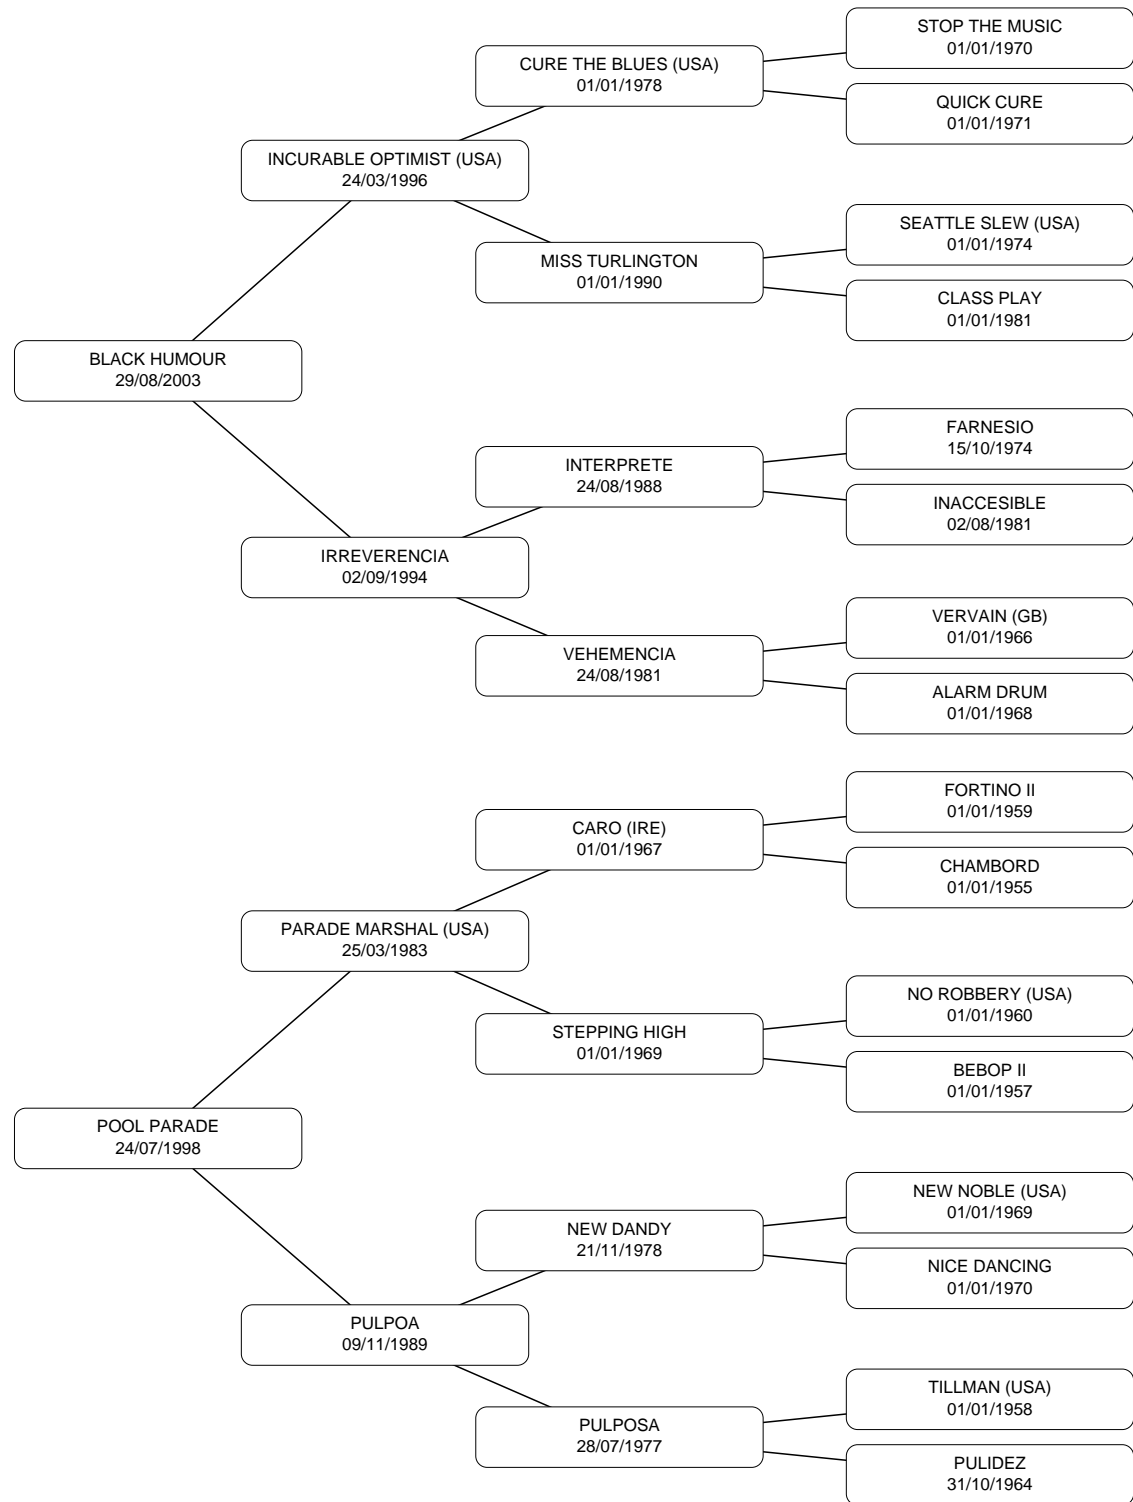 STOP THE MUSIC
01/01/1970
CURE THE BLUES (USA)
01/01/1978
QUICK CURE
01/01/1971
INCURABLE OPTIMIST (USA)
24/03/1996
SEATTLE SLEW (USA)
01/01/1974
MISS TURLINGTON
01/01/1990
CLASS PLAY
01/01/1981
BLACK HUMOUR
29/08/2003
FARNESIO
15/10/1974
INTERPRETE
24/08/1988
INACCESIBLE
02/08/1981
IRREVERENCIA
02/09/1994
VERVAIN (GB)
01/01/1966
VEHEMENCIA
24/08/1981
ALARM DRUM
01/01/1968
FORTINO II
01/01/1959
CARO (IRE)
01/01/1967
CHAMBORD
01/01/1955
PARADE MARSHAL (USA)
25/03/1983
NO ROBBERY (USA)
01/01/1960
STEPPING HIGH
01/01/1969
BEBOP II
01/01/1957
POOL PARADE
24/07/1998
NEW NOBLE (USA)
01/01/1969
NEW DANDY
21/11/1978
NICE DANCING
01/01/1970
PULPOA
09/11/1989
TILLMAN (USA)
01/01/1958
PULPOSA
28/07/1977
PULIDEZ
31/10/1964